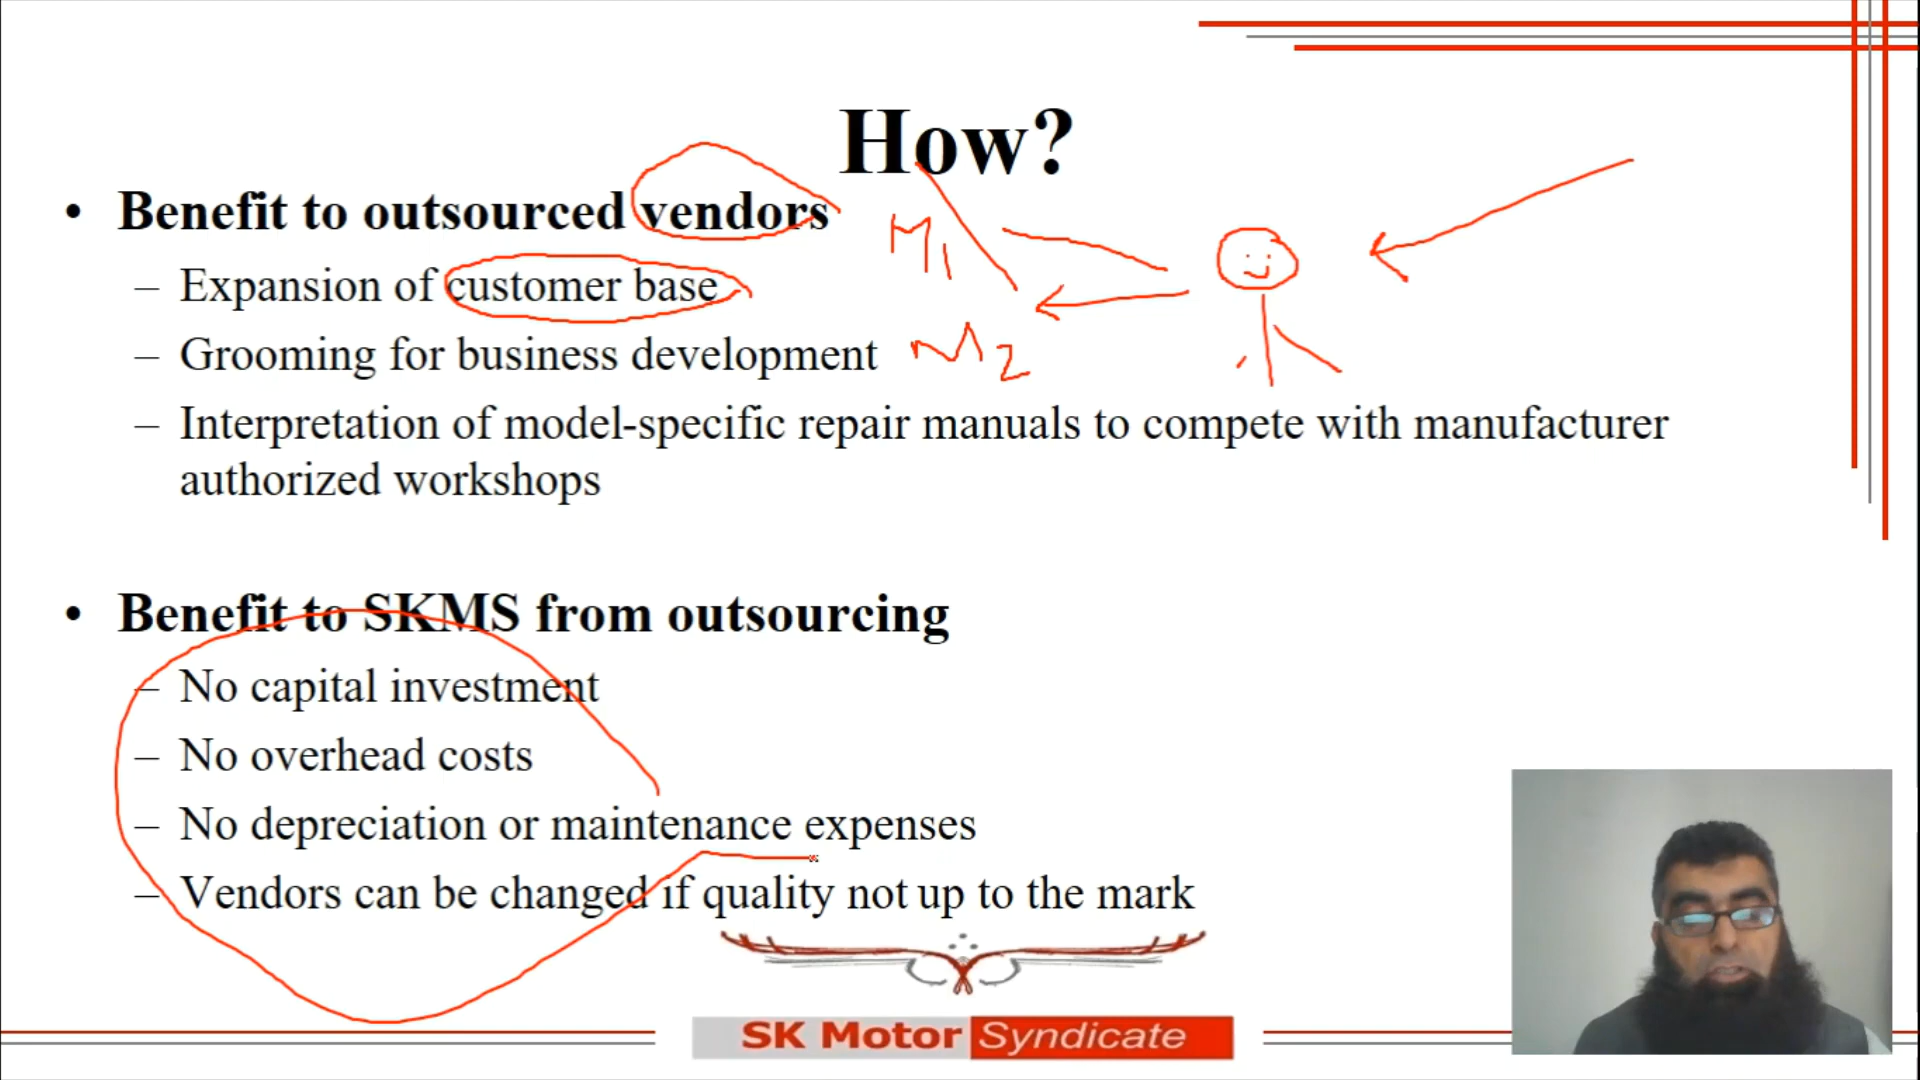 How?
• Benefit to outsourced vendors
– Expansion of customer base
– Grooming for business development
– Interpretation of model-specific repair manuals to compete with manufacturer
authorized workshops
M1
M2
• Benefit to SKMS from outsourcing
– No capital investment
– No overhead costs
– No depreciation or maintenance expenses
– Vendors can be changed if quality not up to the mark
SK Motor Syndicate